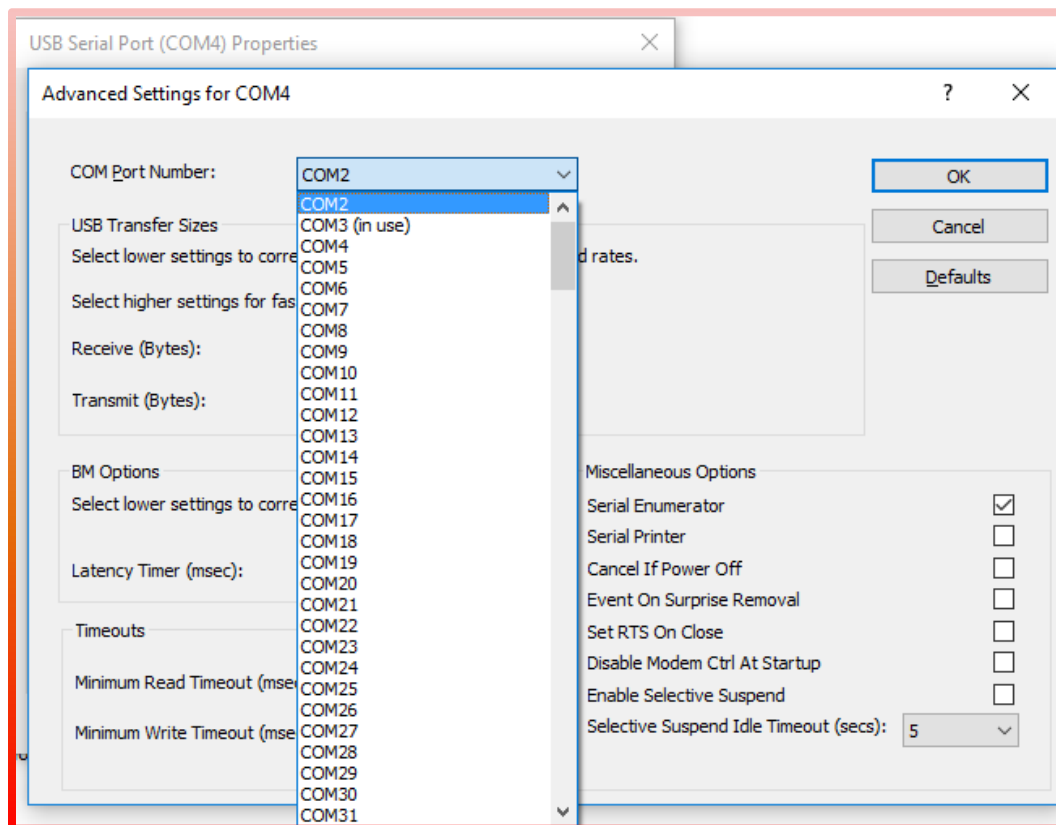 USB Serial Port (COM4) Properties
Advanced Settings for COM4
?
COM Port Number:
COM2
OK
COM2
COM3 (in use)
COM4
COM5
COM6
COM7
COM8
COM9
COM10
COM11
COM12
COM13
COM14
COM15
COM16
COM17
COM18
COM19
COM20
COM21
COM22
COM23
COM24
COM25
COM26
COM27
COM28
COM29
COM30
COM31
Cancel
Defaults
USB Transfer Sizes
Select lower settings to corre d rates.
Select higher settings for fas
Receive (Bytes):
Transmit (Bytes):
BM Options
Select lower settings to corre
Latency Timer (msec):
Timeouts
Minimum Read Timeout (msec
Minimum Write Timeout (mse
Miscellaneous Options
Serial Enumerator
Serial Printer
Cancel If Power Off
Event On Surprise Removal
Set RTS On Close
Disable Modem Ctrl At Startup
Enable Selective Suspend
Selective Suspend Idle Timeout (secs):
5